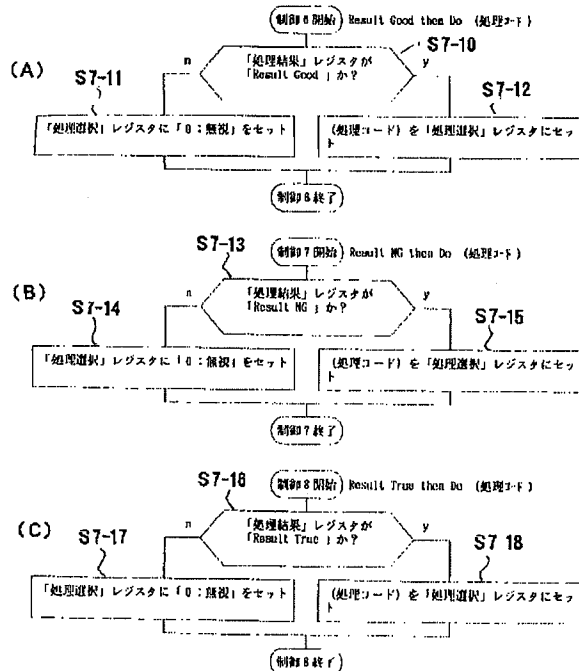 制御6開始 Result Good then Do (処理コード)
S7-10
(A)
n
「処理結果」レジスタが
「Result Good」か?
y
S7-11
S7-12
「処理選択」レジスタに「0:無視」をセット
(処理コード)を「処理選択」レジスタにセッ
ト
制御6終了
S7-13
制御7開始 Result NG then Do (処理コード)
(B)
n
「処理結果」レジスタが
「Result NG」か?
y
S7-14
S7-15
「処理選択」レジスタに「0:無視」をセット
(処理コード)を「処理選択」レジスタにセッ
ト
制御7終了
S7-16
制御8開始 Result True then Do (処理コード)
(C)
n
「処理結果」レジスタが
「Result True」か?
y
S7-17
S7 18
「処理選択」レジスタに「0:無視」をセット
(処理コード)を「処理選択」レジスタにセッ
ト
制御8終了